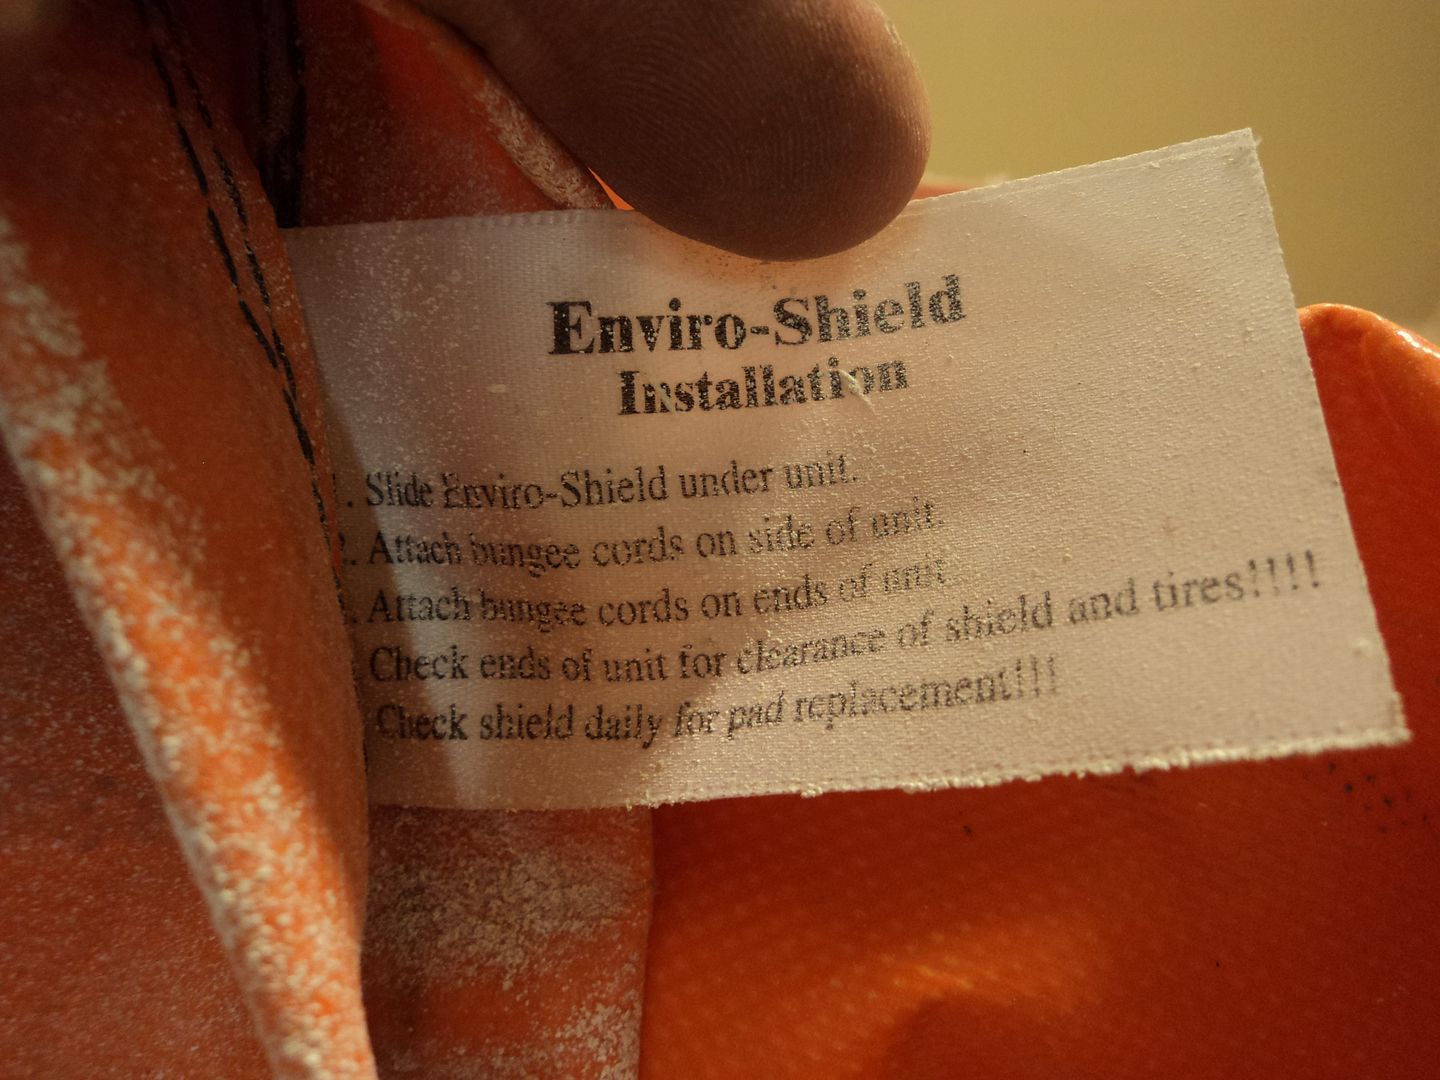 Enviro-Shield
Installation
1. Slide Enviro-Shield under unit.
2. Attach bungee cords on side of unit.
. Attach bungee cords on ends of unit.
Check ends of unit for clearance of shield and tires!!!!
Check shield daily for pad replacement!!!